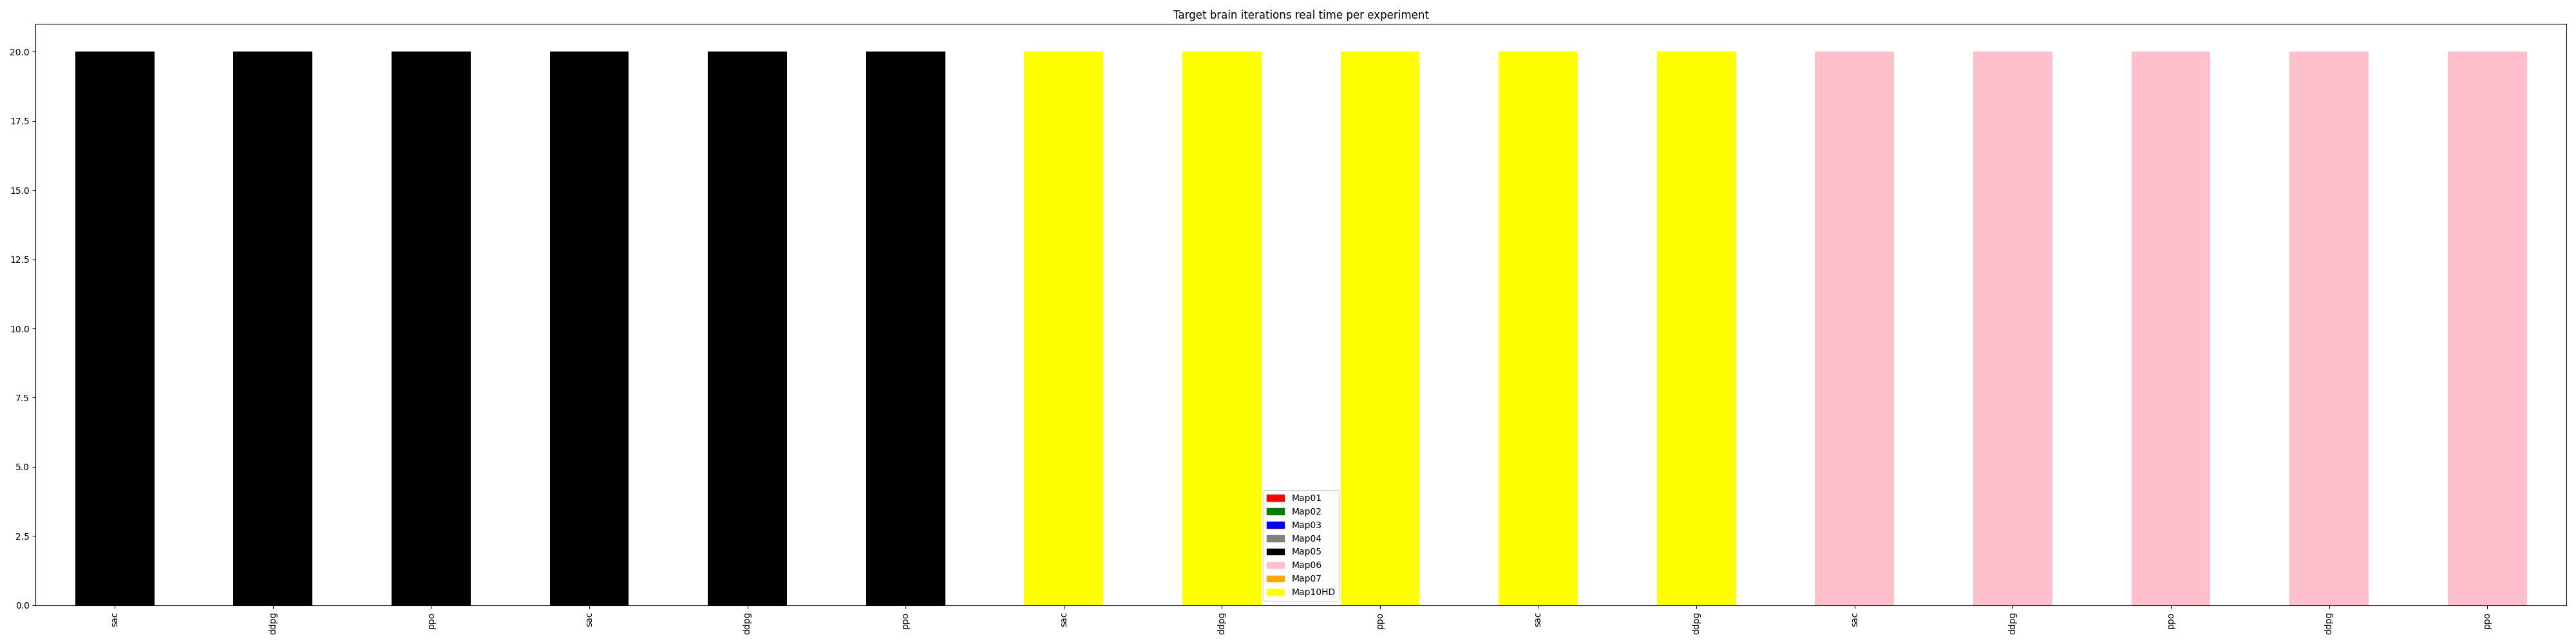 Target brain iterations real time per experiment
20.0
17.5
15.0
12.5
10.0
7.5
5.0
2.5
0.0
Map01
Map02
Map03
Map04
Map05
Map06
Map07
Map10HD
sac
ddpg
ppo
sac
ddpg
ppo
sac
ddpg
ppo
sac
ddpg
sac
ddpg
ppo
ddpg
ppo